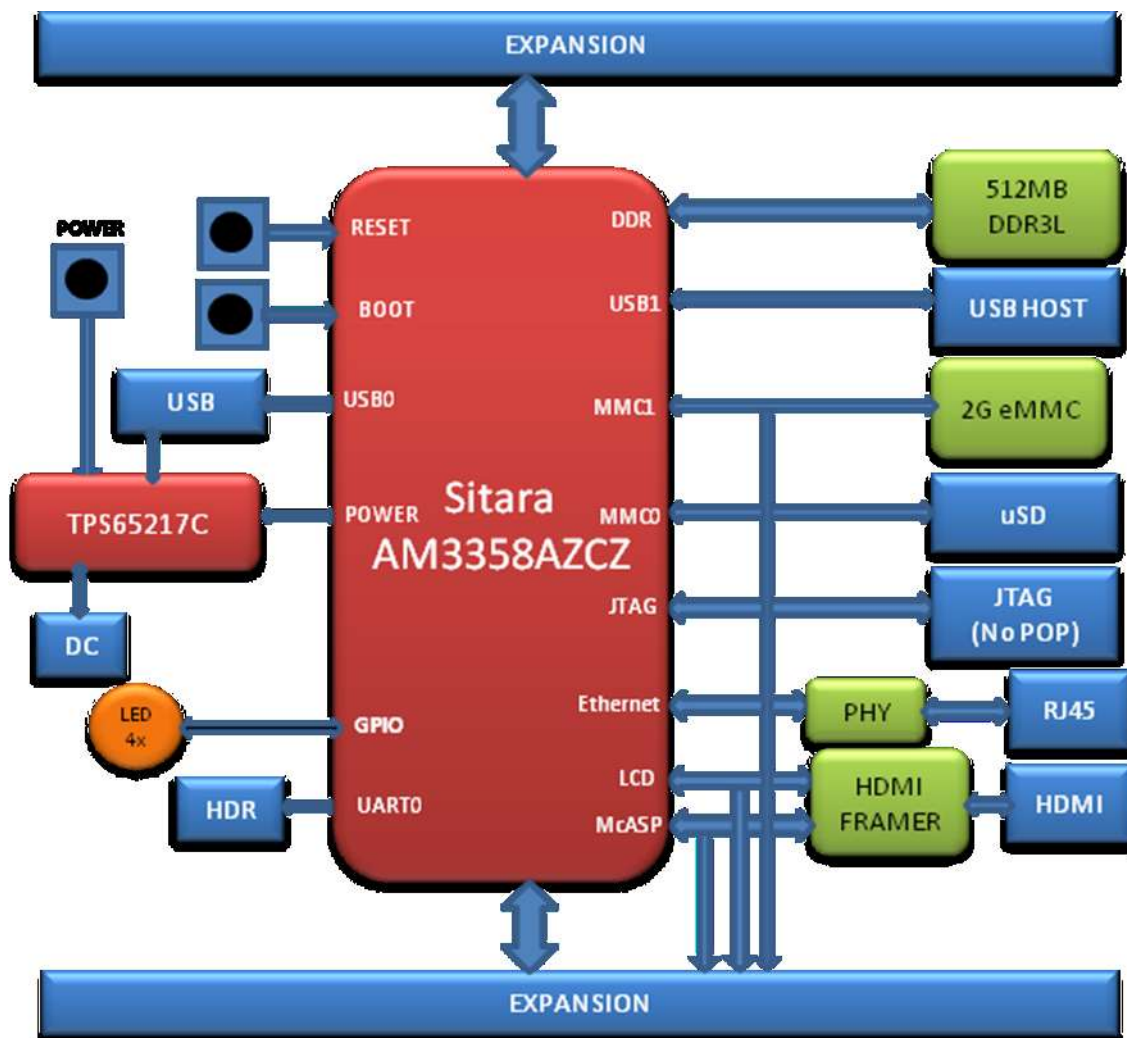 EXPANSION
POWER
RESET
BOOT
USB
USB0
TPS65217C
POWER
DC
LED
4x
GPIO
HDR
UART0
Sitara
AM3358AZCZ
DDR
512MB
DDR3L
USB1
USB HOST
MMC1
2G eMMC
MMC0
uSD
JTAG
JTAG
(No POP)
Ethernet
PHY
RJ45
LCD
McASP
HDMI
FRAMER
HDMI
EXPANSION